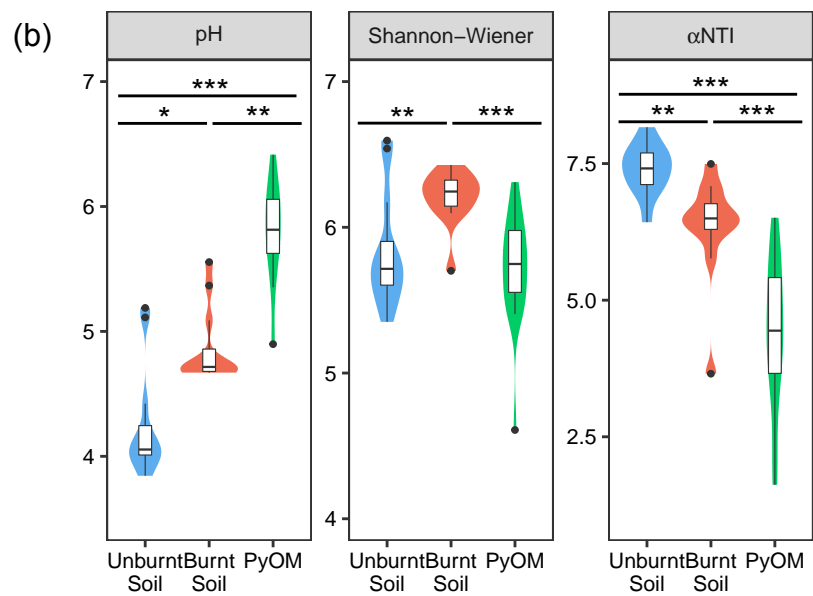 (b)
pH
Shannon−Wiener
αNTI
7
6
5
4
***
*
**
7
6
5
4
**
***
7.5
5.0
2.5
***
**
***
Unburnt
Soil
Burnt
Soil
PyOM
Unburnt
Soil
Burnt
Soil
PyOM
Unburnt
Soil
Burnt
Soil
PyOM